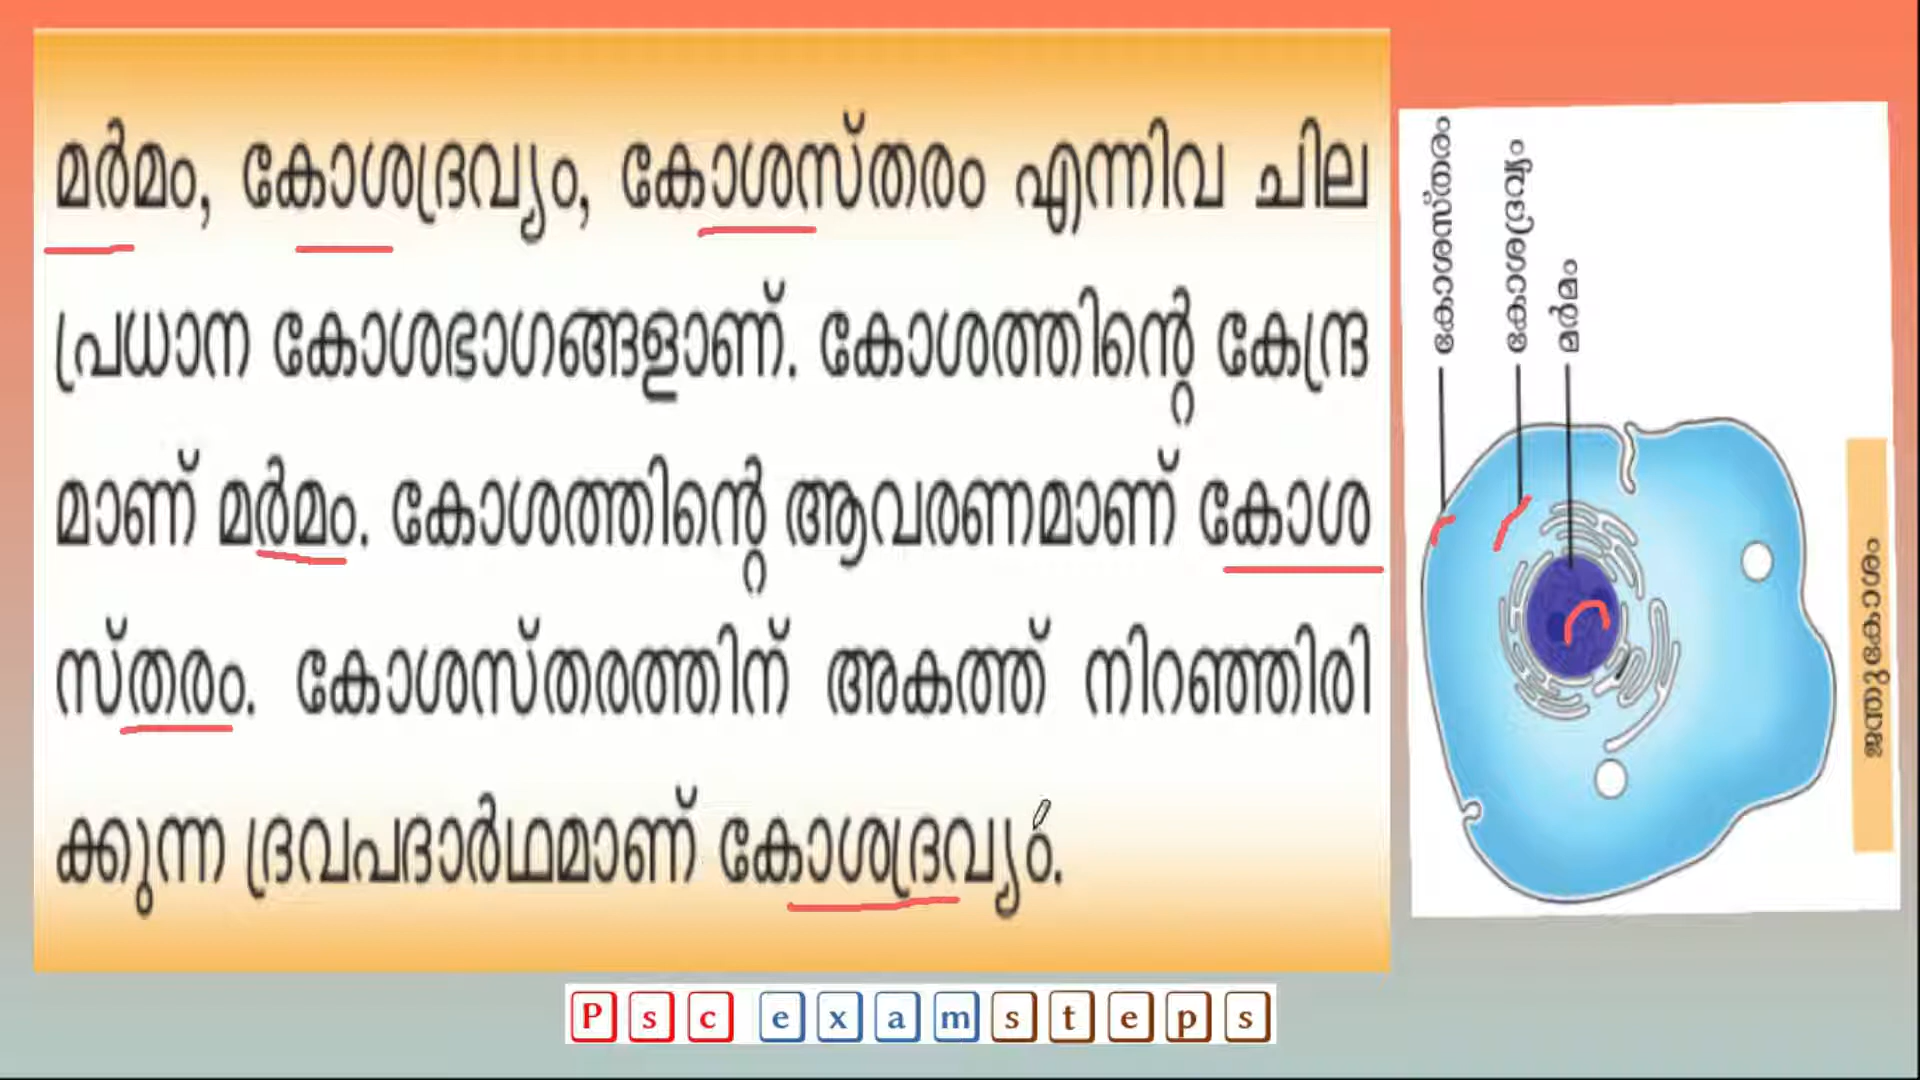 മർമം, കോശദ്രവ്യം, കോശസ്തരം എന്നിവ ചില
പ്രധാന കോശഭാഗങ്ങളാണ്. കോശത്തിന്റെ കേന്ദ്ര
മാണ് മർമം. കോശത്തിന്റെ ആവരണമാണ് കോശ
സ്തരം. കോശസ്തരത്തിന് അകത്ത് നിറഞ്ഞിരി
ക്കുന്ന ദ്രവപദാർഥമാണ് കോശദ്രവ്യം.
കോശസ്തരം
കോശദ്രവ്യം
മർമം
ജന്തുകോശം
Psc examsteps